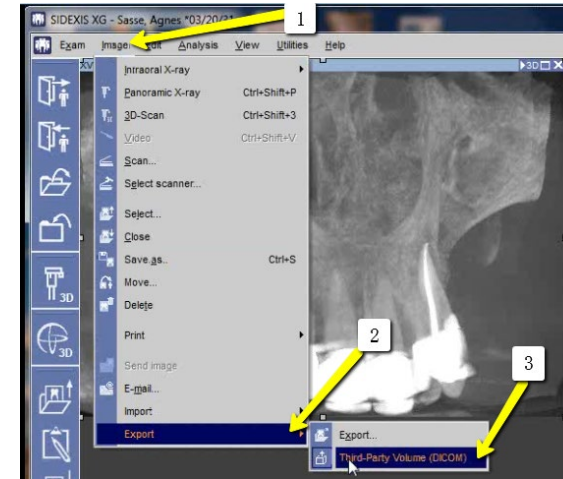 SIDEXIS XG - Sasse, Agnes *03/20/
1
Exam Analysis View Utilities Help
3D
Intraoral X-ray
Panoramic X-ray Ctrl+Shift+P
3D-Scan Ctrl+Shift+3
Video Ctrl+Shift+V
Scan...
Select scanner...
Select...
Close
Save as.. Ctrl+S
Move...
Delete
Print
2
Send image
3
E-mail...
Import
Export
Export...
Third-Party Volume (DICOM)
3D
3D